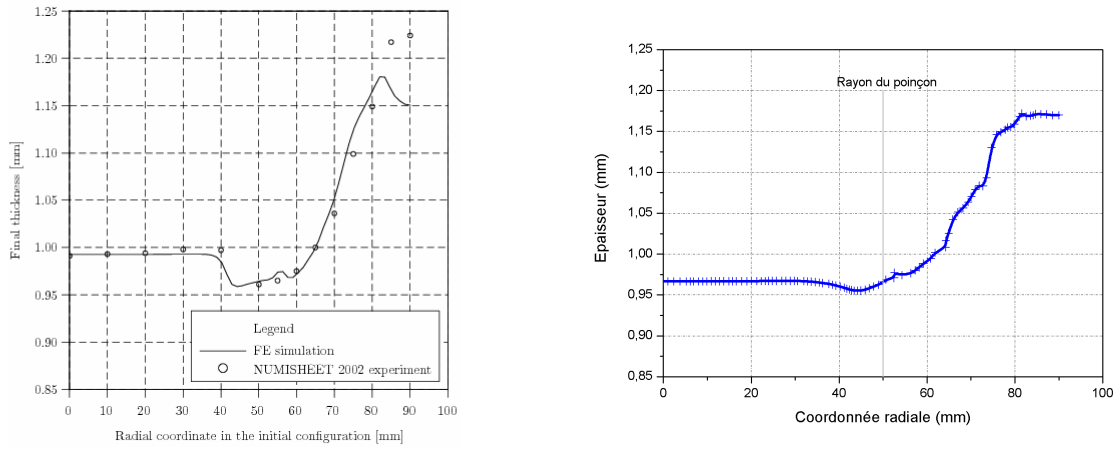 1.25
1.20
1.15
1.10
1.05
1.00
0.95
0.90
0.85
Final thickness [mm]
Legend
FE simulation
NUMISHEET 2002 experiment
0 10 20 30 40 50 60 70 80 90 100
Radial coordinate in the initial configuration [mm]
1,25
1,20
1,15
1,10
1,05
1,00
0,95
0,90
0,85
Epaisseur (mm)
Rayon du poinçon
0 20 40 60 80 100
Coordonnée radiale (mm)